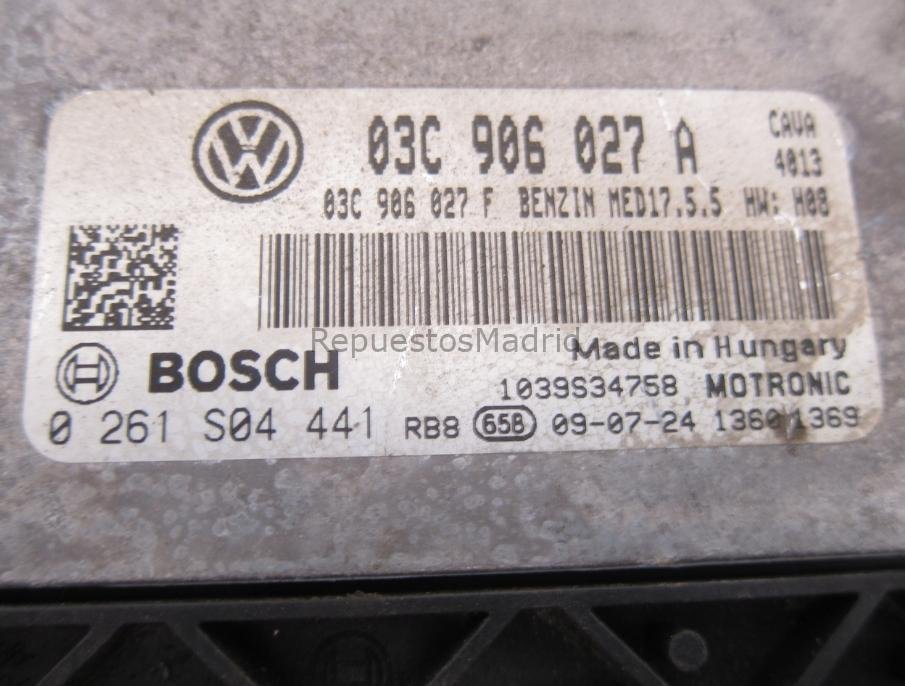 03C 906 027 A
CAVA
4013
03C 906 027 F BENZIN MED17.5.5 HW: H08
RepuestosMadrid
Made in Hungary
BOSCH
1039S34758 MOTRONIC
0 261 S04 441 RB8 65B 09-07-24 1360 1369